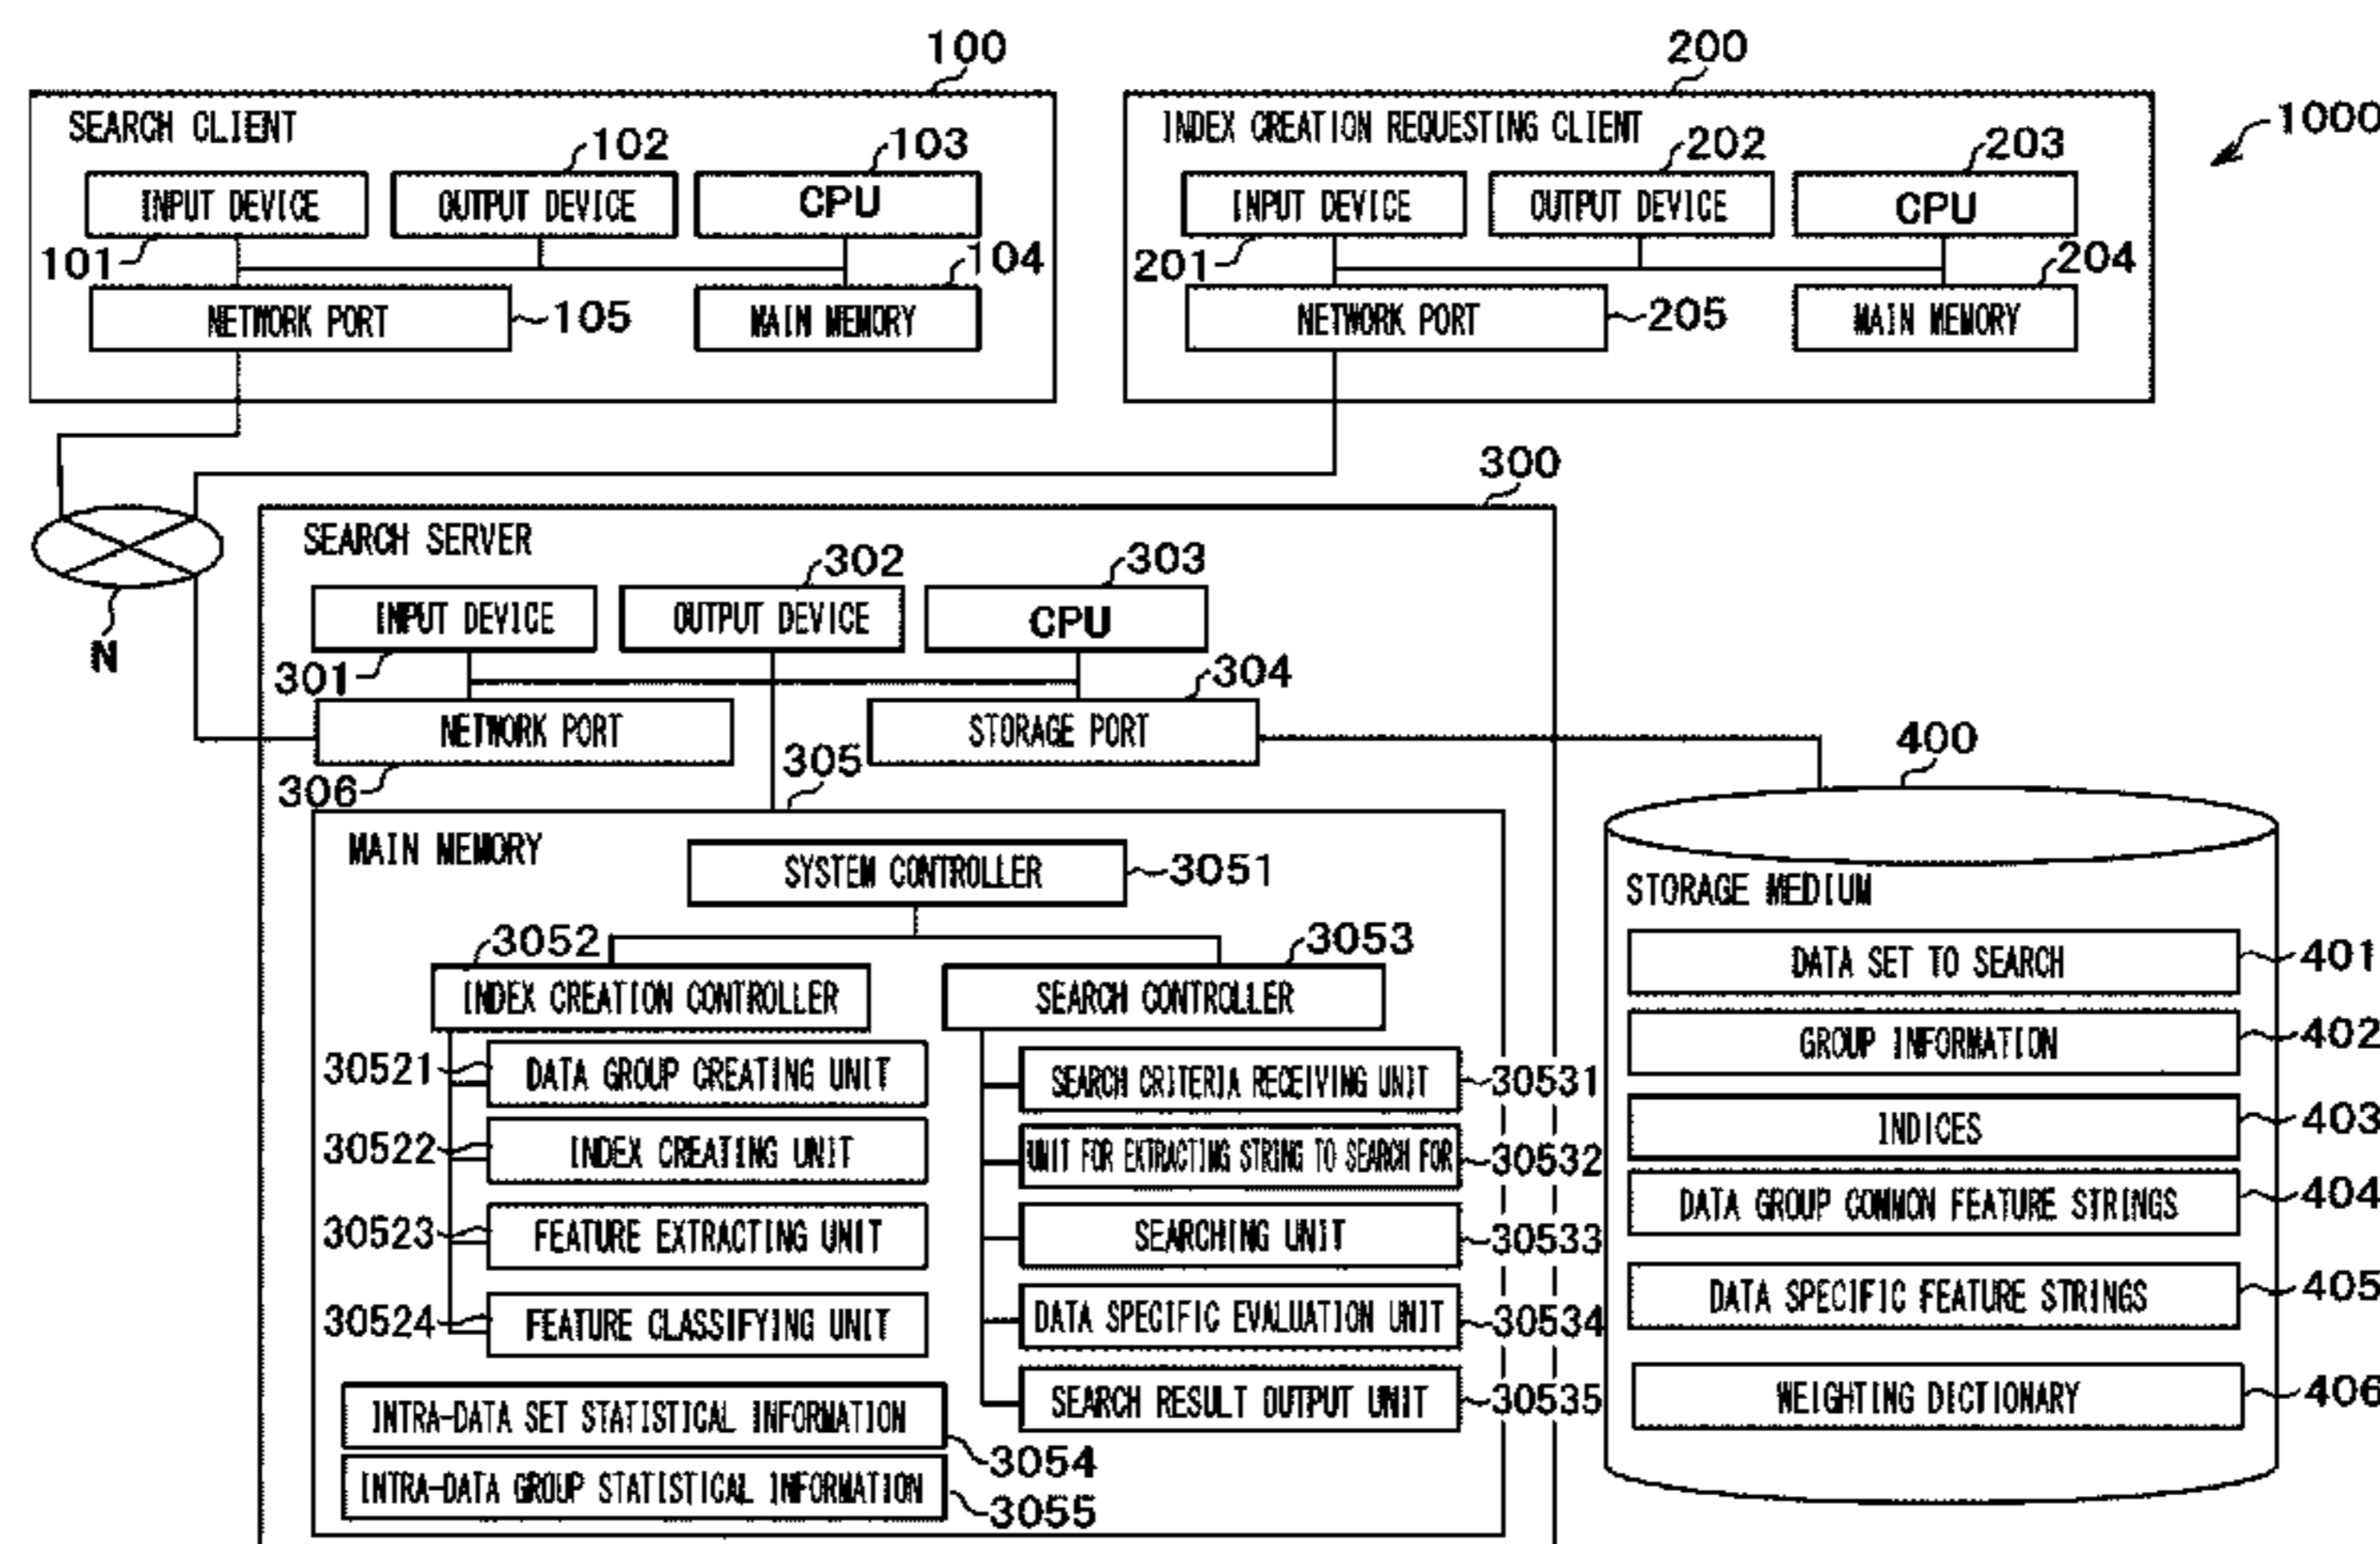 100
200
1000
SEARCH CLIENT
INDEX CREATION REQUESTING CLIENT
102
103
202
203
INPUT DEVICE
OUTPUT DEVICE
CPU
INPUT DEVICE
OUTPUT DEVICE
CPU
101
104
201
204
NETWORK PORT
105
MAIN MEMORY
NETWORK PORT
205
MAIN MEMORY
300
SEARCH SERVER
302
303
INPUT DEVICE
OUTPUT DEVICE
CPU
N
301
304
NETWORK PORT
STORAGE PORT
305
306
400
MAIN MEMORY
SYSTEM CONTROLLER
3051
STORAGE MEDIUM
3052
3053
DATA SET TO SEARCH
401
INDEX CREATION CONTROLLER
SEARCH CONTROLLER
GROUP INFORMATION
402
30521
DATA GROUP CREATING UNIT
SEARCH CRITERIA RECEIVING UNIT
30531
INDICES
403
30522
INDEX CREATING UNIT
UNIT FOR EXTRACTING STRING TO SEARCH FOR
30532
DATA GROUP COMMON FEATURE STRINGS
404
30523
FEATURE EXTRACTING UNIT
SEARCHING UNIT
30533
DATA SPECIFIC FEATURE STRINGS
405
30524
FEATURE CLASSIFYING UNIT
DATA SPECIFIC EVALUATION UNIT
30534
WEIGHTING DICTIONARY
406
SEARCH RESULT OUTPUT UNIT
30535
INTRA-DATA SET STATISTICAL INFORMATION
3054
INTRA-DATA GROUP STATISTICAL INFORMATION
3055